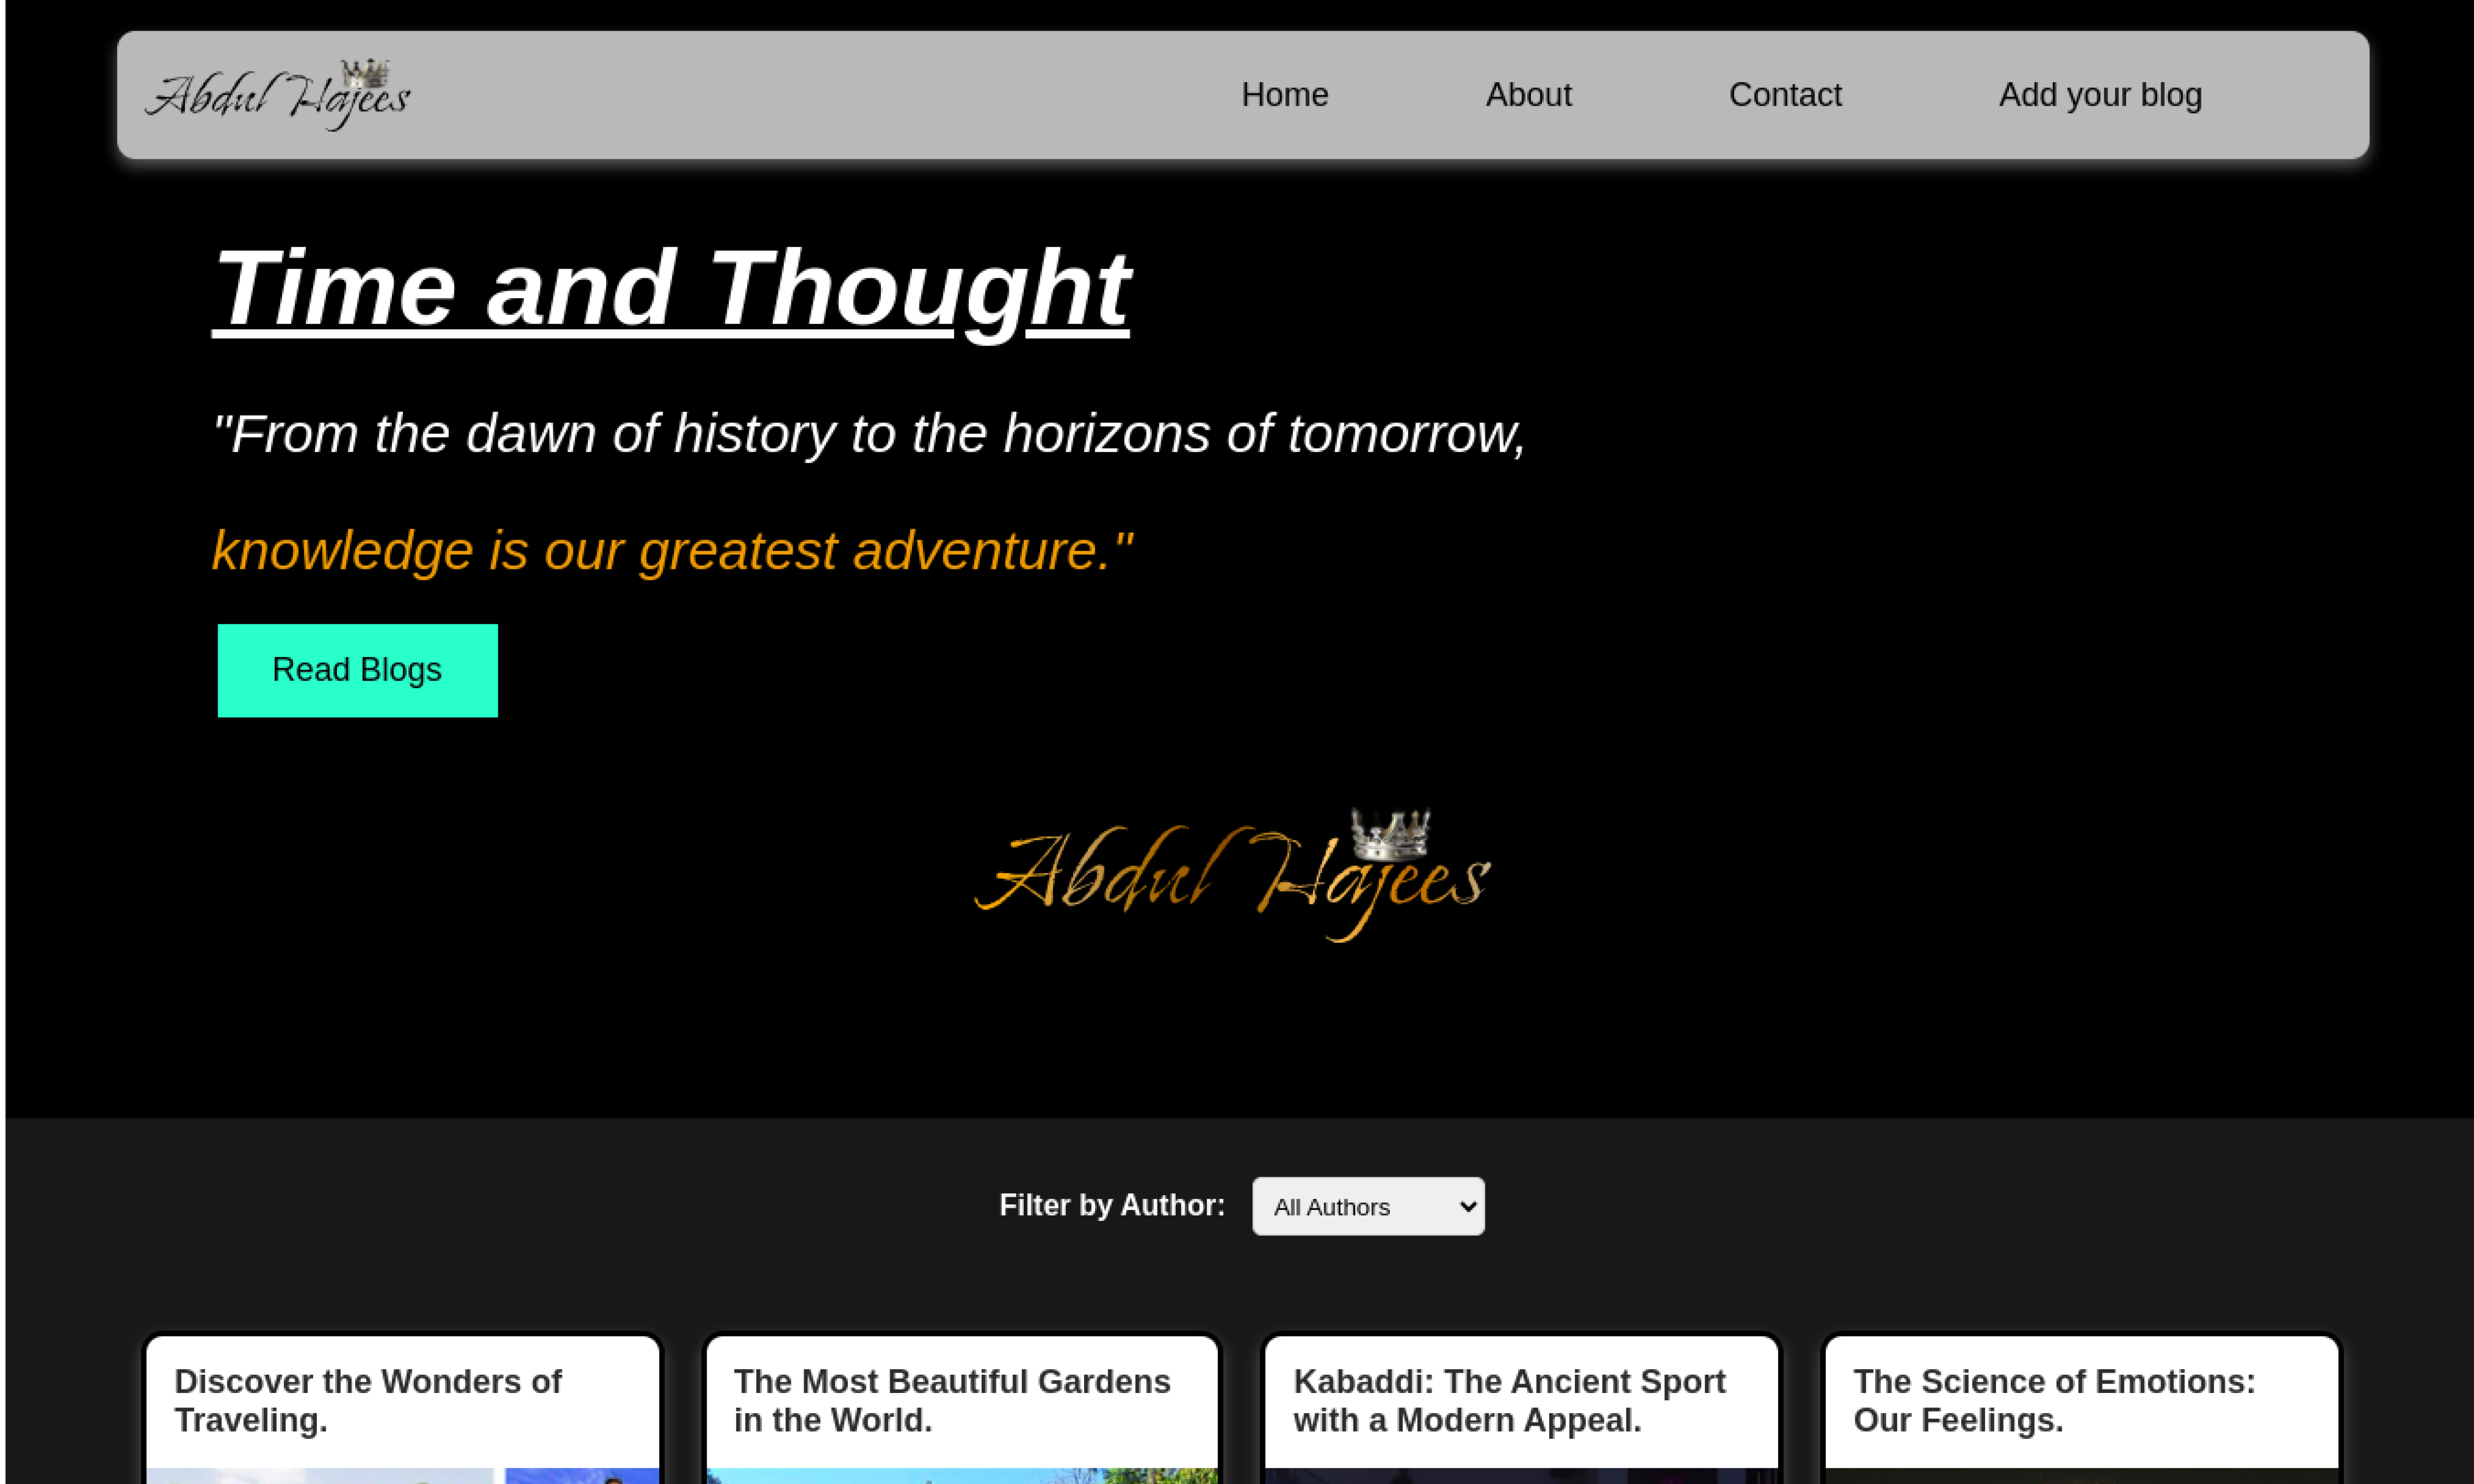 Abdul Hajees
Home About Contact Add your blog
Time and Thought
"From the dawn of history to the horizons of tomorrow,
knowledge is our greatest adventure."
Read Blogs
Abdul Hajees
Filter by Author: All Authors
Discover the Wonders of
Traveling.
The Most Beautiful Gardens
in the World.
Kabaddi: The Ancient Sport
with a Modern Appeal.
The Science of Emotions:
Our Feelings.